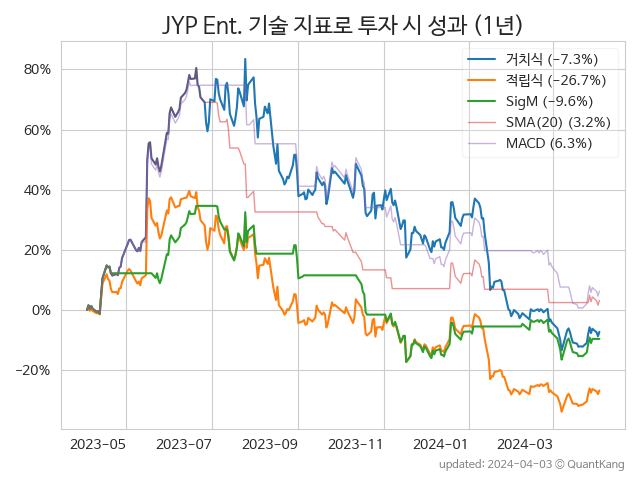 JYP Ent. 기술 지표로 투자 시 성과 (1년)
거치식 (−7.3%)
적립식 (−26.7%)
SigM (−9.6%)
SMA(20) (3.2%)
MACD (6.3%)
80%
60%
40%
20%
0%
−20%
2023−05 2023−07 2023−09 2023−11 2024−01 2024−03
updated: 2024−04−03 © QuantKang